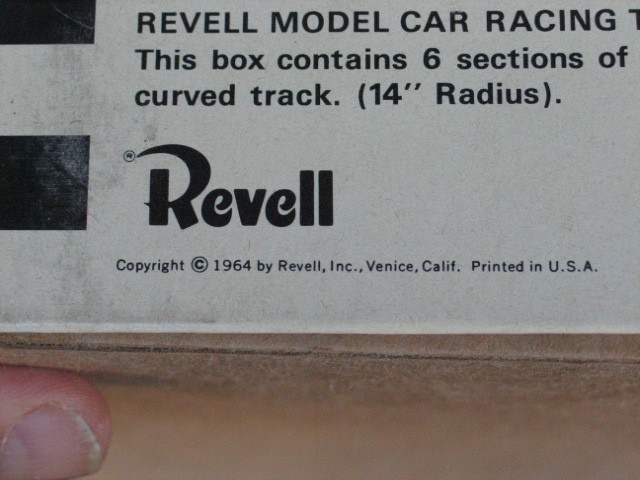 REVELL MODEL CAR RACING
This box contains 6 sections of
curved track. (14" Radius).
® Revell
Copyright © 1964 by Revell, Inc., Venice, Calif. Printed in U.S.A.